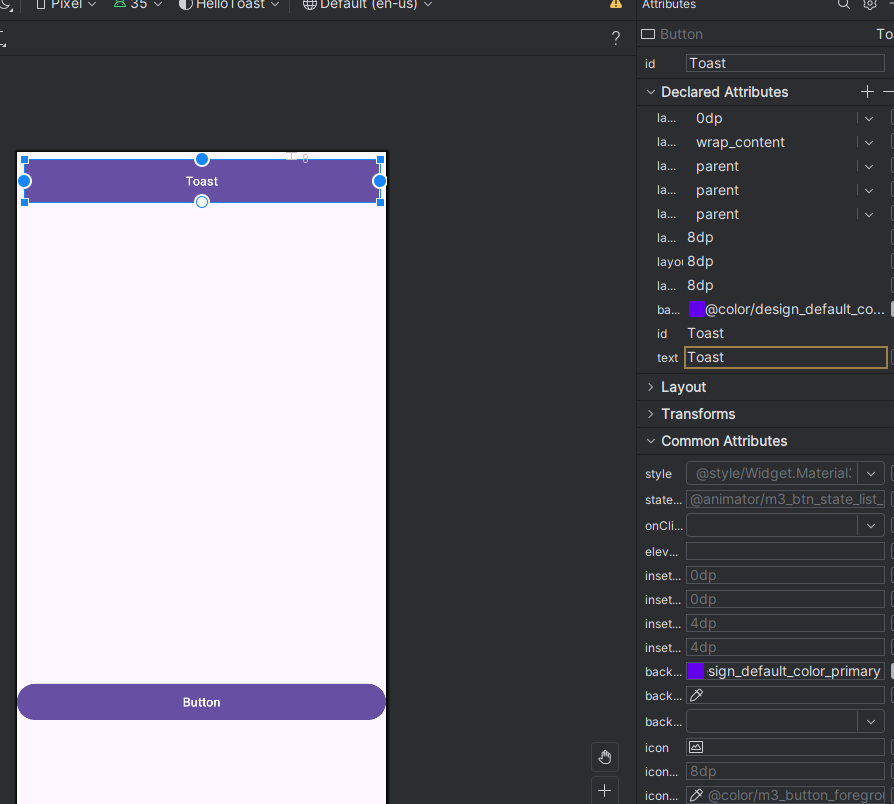 Pixel 35 HelloToast Default (en-us)
Attributes
?
Button To
id Toast
Declared Attributes
la... 0dp
la... wrap_content
la... parent
la... parent
la... parent
la... 8dp
layou 8dp
la... 8dp
ba... @color/design_default_co...
id Toast
text Toast
Layout
Transforms
Common Attributes
style @style/Widget.Material3
state... @animator/m3_btn_state_list_
onCli...
elev...
inset... 0dp
inset... 0dp
inset... 4dp
inset... 4dp
back... sign_default_color_primary
back...
back...
icon
icon... 8dp
icon... @color/m3_button_foregrou
Toast
8
Button